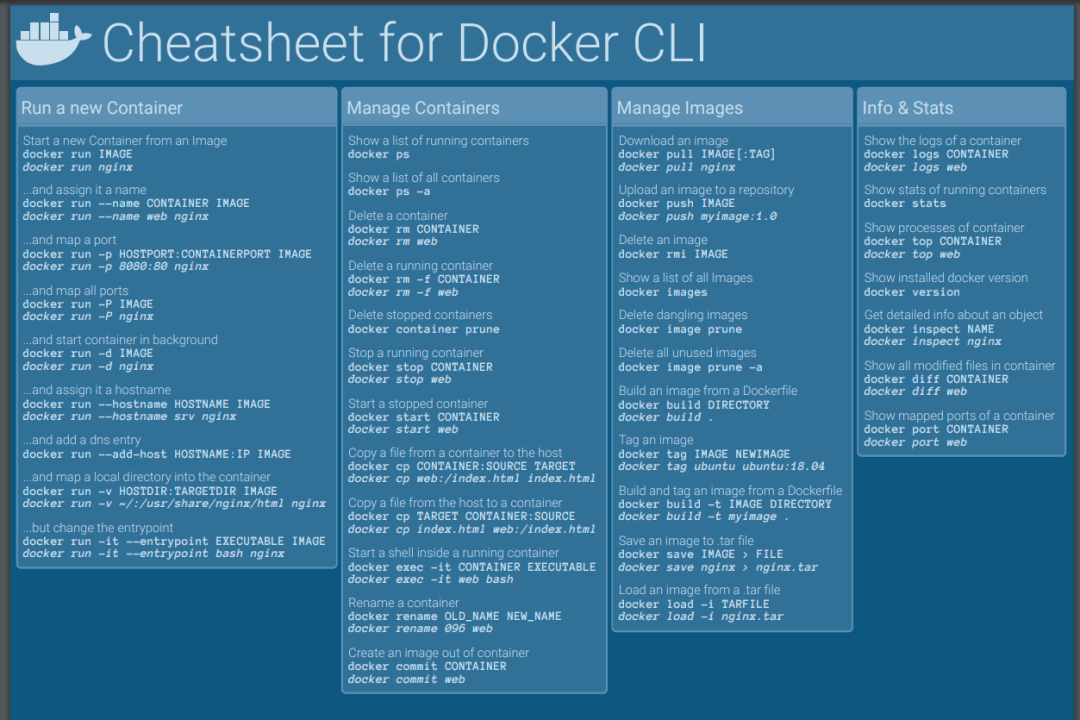 Cheatsheet for Docker CLI
Run a new Container
Start a new Container from an Image
docker run IMAGE
docker run nginx
...and assign it a name
docker run --name CONTAINER IMAGE
docker run --name web nginx
...and map a port
docker run -p HOSTPORT:CONTAINERPORT IMAGE
docker run -p 8080:80 nginx
...and map all ports
docker run -P IMAGE
docker run -P nginx
...and start container in background
docker run -d IMAGE
docker run -d nginx
...and assign it a hostname
docker run --hostname HOSTNAME IMAGE
docker run --hostname srv nginx
...and add a dns entry
docker run --add-host HOSTNAME:IP IMAGE
...and map a local directory into the container
docker run -v HOSTDIR:TARGETDIR IMAGE
docker run -v ~/:/usr/share/nginx/html nginx
...but change the entrypoint
docker run -it --entrypoint EXECUTABLE IMAGE
docker run -it --entrypoint bash nginx
Manage Containers
Show a list of running containers
docker ps
Show a list of all containers
docker ps -a
Delete a container
docker rm CONTAINER
docker rm web
Delete a running container
docker rm -f CONTAINER
docker rm -f web
Delete stopped containers
docker container prune
Stop a running container
docker stop CONTAINER
docker stop web
Start a stopped container
docker start CONTAINER
docker start web
Copy a file from a container to the host
docker cp CONTAINER:SOURCE TARGET
docker cp web:/index.html index.html
Copy a file from the host to a container
docker cp TARGET CONTAINER:SOURCE
docker cp index.html web:/index.html
Start a shell inside a running container
docker exec -it CONTAINER EXECUTABLE
docker exec -it web bash
Rename a container
docker rename OLD_NAME NEW_NAME
docker rename 096 web
Create an image out of container
docker commit CONTAINER
docker commit web
Manage Images
Download an image
docker pull IMAGE[:TAG]
docker pull nginx
Upload an image to a repository
docker push IMAGE
docker push myimage:1.0
Delete an image
docker rmi IMAGE
Show a list of all Images
docker images
Delete dangling images
docker image prune
Delete all unused images
docker image prune -a
Build an image from a Dockerfile
docker build DIRECTORY
docker build .
Tag an image
docker tag IMAGE NEWIMAGE
docker tag ubuntu ubuntu:18.04
Build and tag an image from a Dockerfile
docker build -t IMAGE DIRECTORY
docker build -t myimage .
Save an image to .tar file
docker save IMAGE > FILE
docker save nginx > nginx.tar
Load an image from a .tar file
docker load -i TARFILE
docker load -i nginx.tar
Info & Stats
Show the logs of a container
docker logs CONTAINER
docker logs web
Show stats of running containers
docker stats
Show processes of container
docker top CONTAINER
docker top web
Show installed docker version
docker version
Get detailed info about an object
docker inspect NAME
docker inspect nginx
Show all modified files in container
docker diff CONTAINER
docker diff web
Show mapped ports of a container
docker port CONTAINER
docker port web